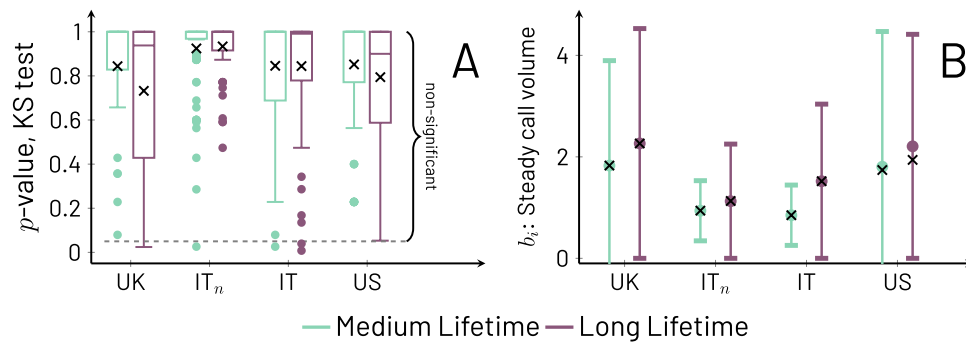 p-value, KS test
1
0.8
0.6
0.4
0.2
0
UK
ITn
IT
US
non-significant
A
bi: Steady call volume
4
2
0
UK
ITn
IT
US
B
Medium Lifetime
Long Lifetime